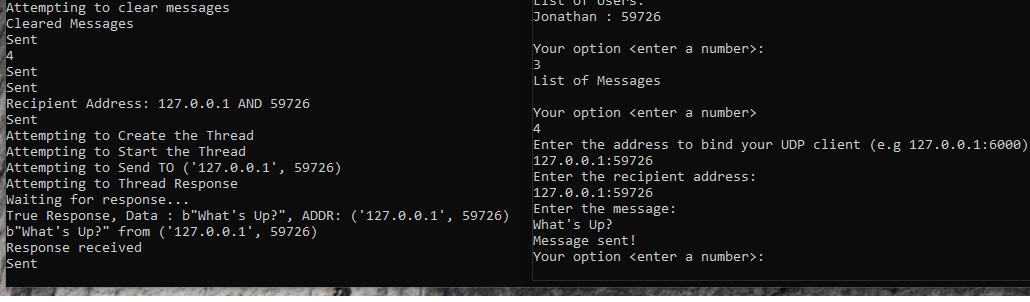 Attempting to clear messages
Cleared Messages
Sent
4
Sent
Sent
Recipient Address: 127.0.0.1 AND 59726
Sent
Attempting to Create the Thread
Attempting to Start the Thread
Attempting to Send TO ('127.0.0.1', 59726)
Attempting to Thread Response
Waiting for response...
True Response, Data : b"What's Up?", ADDR: ('127.0.0.1', 59726)
b"What's Up?" from ('127.0.0.1', 59726)
Response received
Sent
List of Users:
Jonathan : 59726
Your option <enter a number>:
3
List of Messages
Your option <enter a number>
4
Enter the address to bind your UDP client (e.g 127.0.0.1:6000)
127.0.0.1:59726
Enter the recipient address:
127.0.0.1:59726
Enter the message:
What's Up?
Message sent!
Your option <enter a number>: